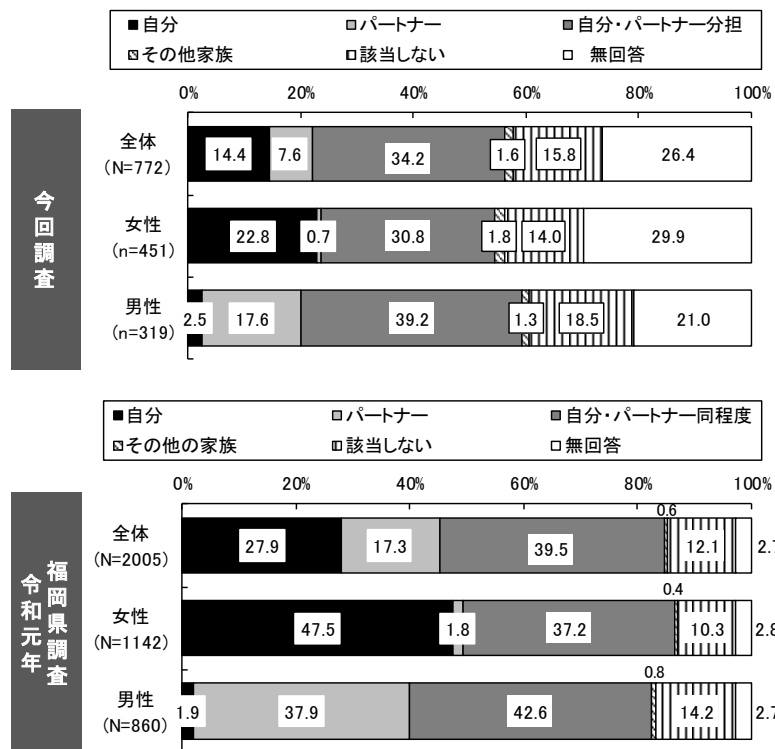 ■自分 ■パートナー ■自分・パートナー分担
その他家族 該当しない □ 無回答
0% 20% 40% 60% 80% 100%
今回調査
全体
(N=772)
14.4 7.6 34.2 1.6 15.8 26.4
女性
(n=451)
22.8 0.7 30.8 1.8 14.0 29.9
男性
(n=319)
2.5 17.6 39.2 1.3 18.5 21.0
■自分 ■パートナー ■自分・パートナー同程度
その他の家族 該当しない □無回答
0% 20% 40% 60% 80% 100%
福岡県調査
令和元年
0.6
全体
(N=2005)
27.9 17.3 39.5 12.1 2.7
0.4
女性
(N=1142)
47.5 1.8 37.2 10.3 2.8
0.8
男性
(N=860)
1.9 37.9 42.6 14.2 2.7